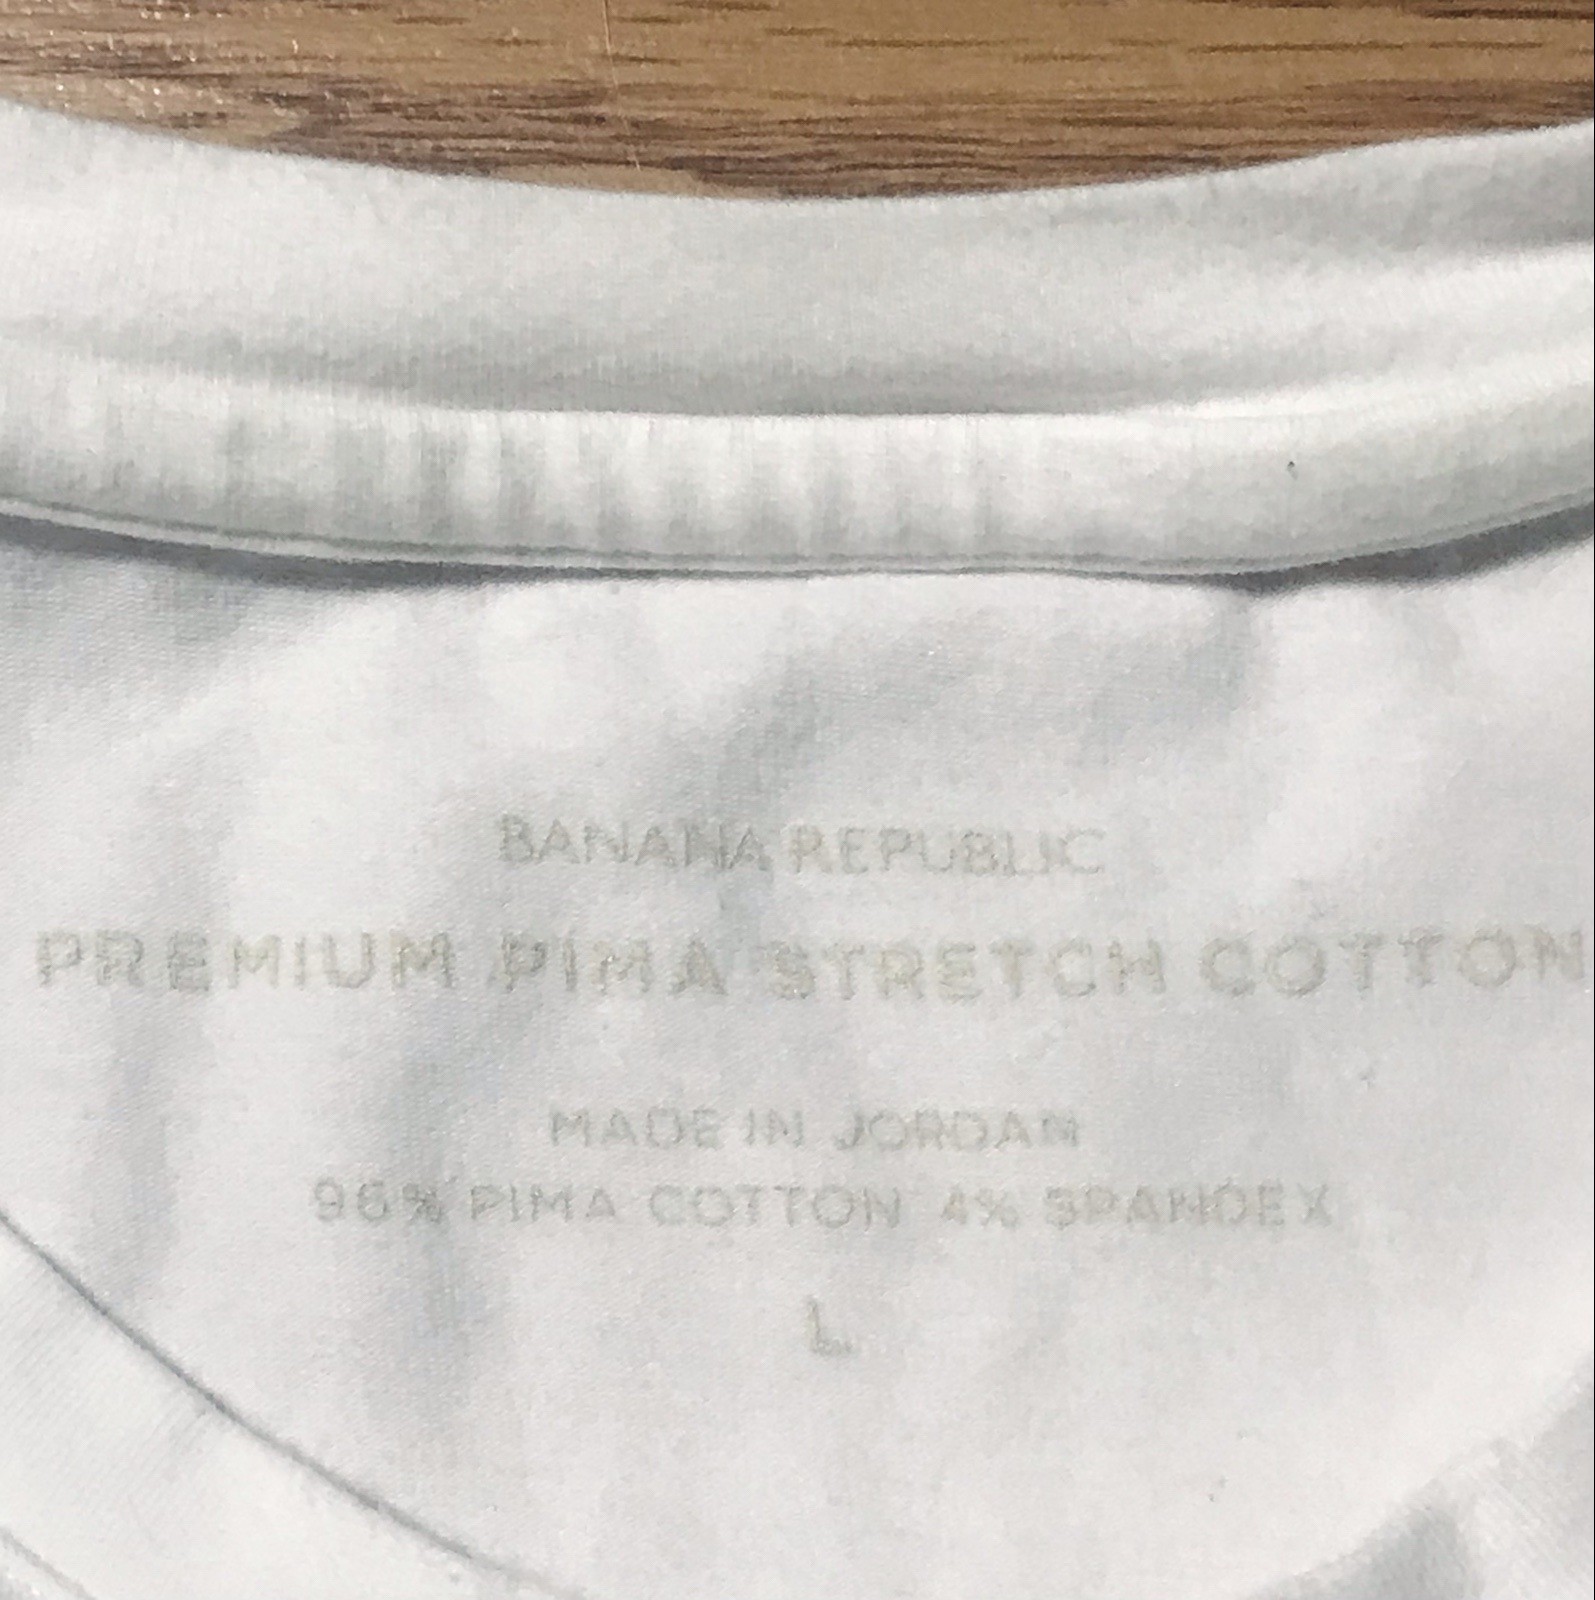 BANANA REPUBLIC
PREMIUM PIMA STRETCH COTTON
MADE IN JORDAN
96% PIMA COTTON 4% SPANDEX
L